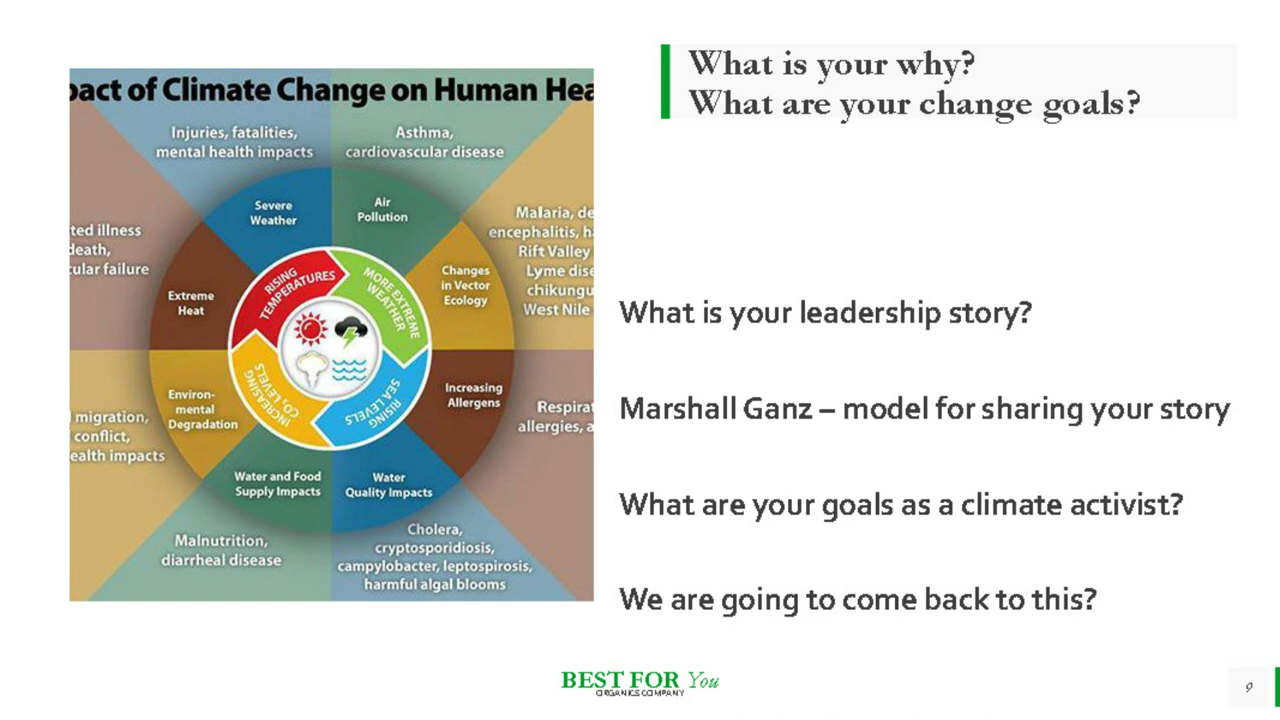 What is your why?
What are your change goals?
pact of Climate Change on Human Hea
Injuries, fatalities,
mental health impacts
Asthma,
cardiovascular disease
Severe
Weather
Air
Pollution
ted illness
death,
cular failure
Malaria, de
encephalitis, h
Rift Valley
Lyme dise
chikungu
West Nile
Extreme
Heat
Changes
in Vector
Ecology
RISING
TEMPERATURES
MORE EXTREME
WEATHER
INCREASING
CO₂ LEVELS
RISING
SEA LEVELS
Environ-
mental
Degradation
Increasing
Allergens
migration,
conflict,
ealth impacts
Respirat
allergies, a
Water and Food
Supply Impacts
Water
Quality Impacts
Malnutrition,
diarrheal disease
Cholera,
cryptosporidiosis,
campylobacter, leptospirosis,
harmful algal blooms
What is your leadership story?
Marshall Ganz – model for sharing your story
What are your goals as a climate activist?
We are going to come back to this?
BEST FOR You
ORGANICS COMPANY
9